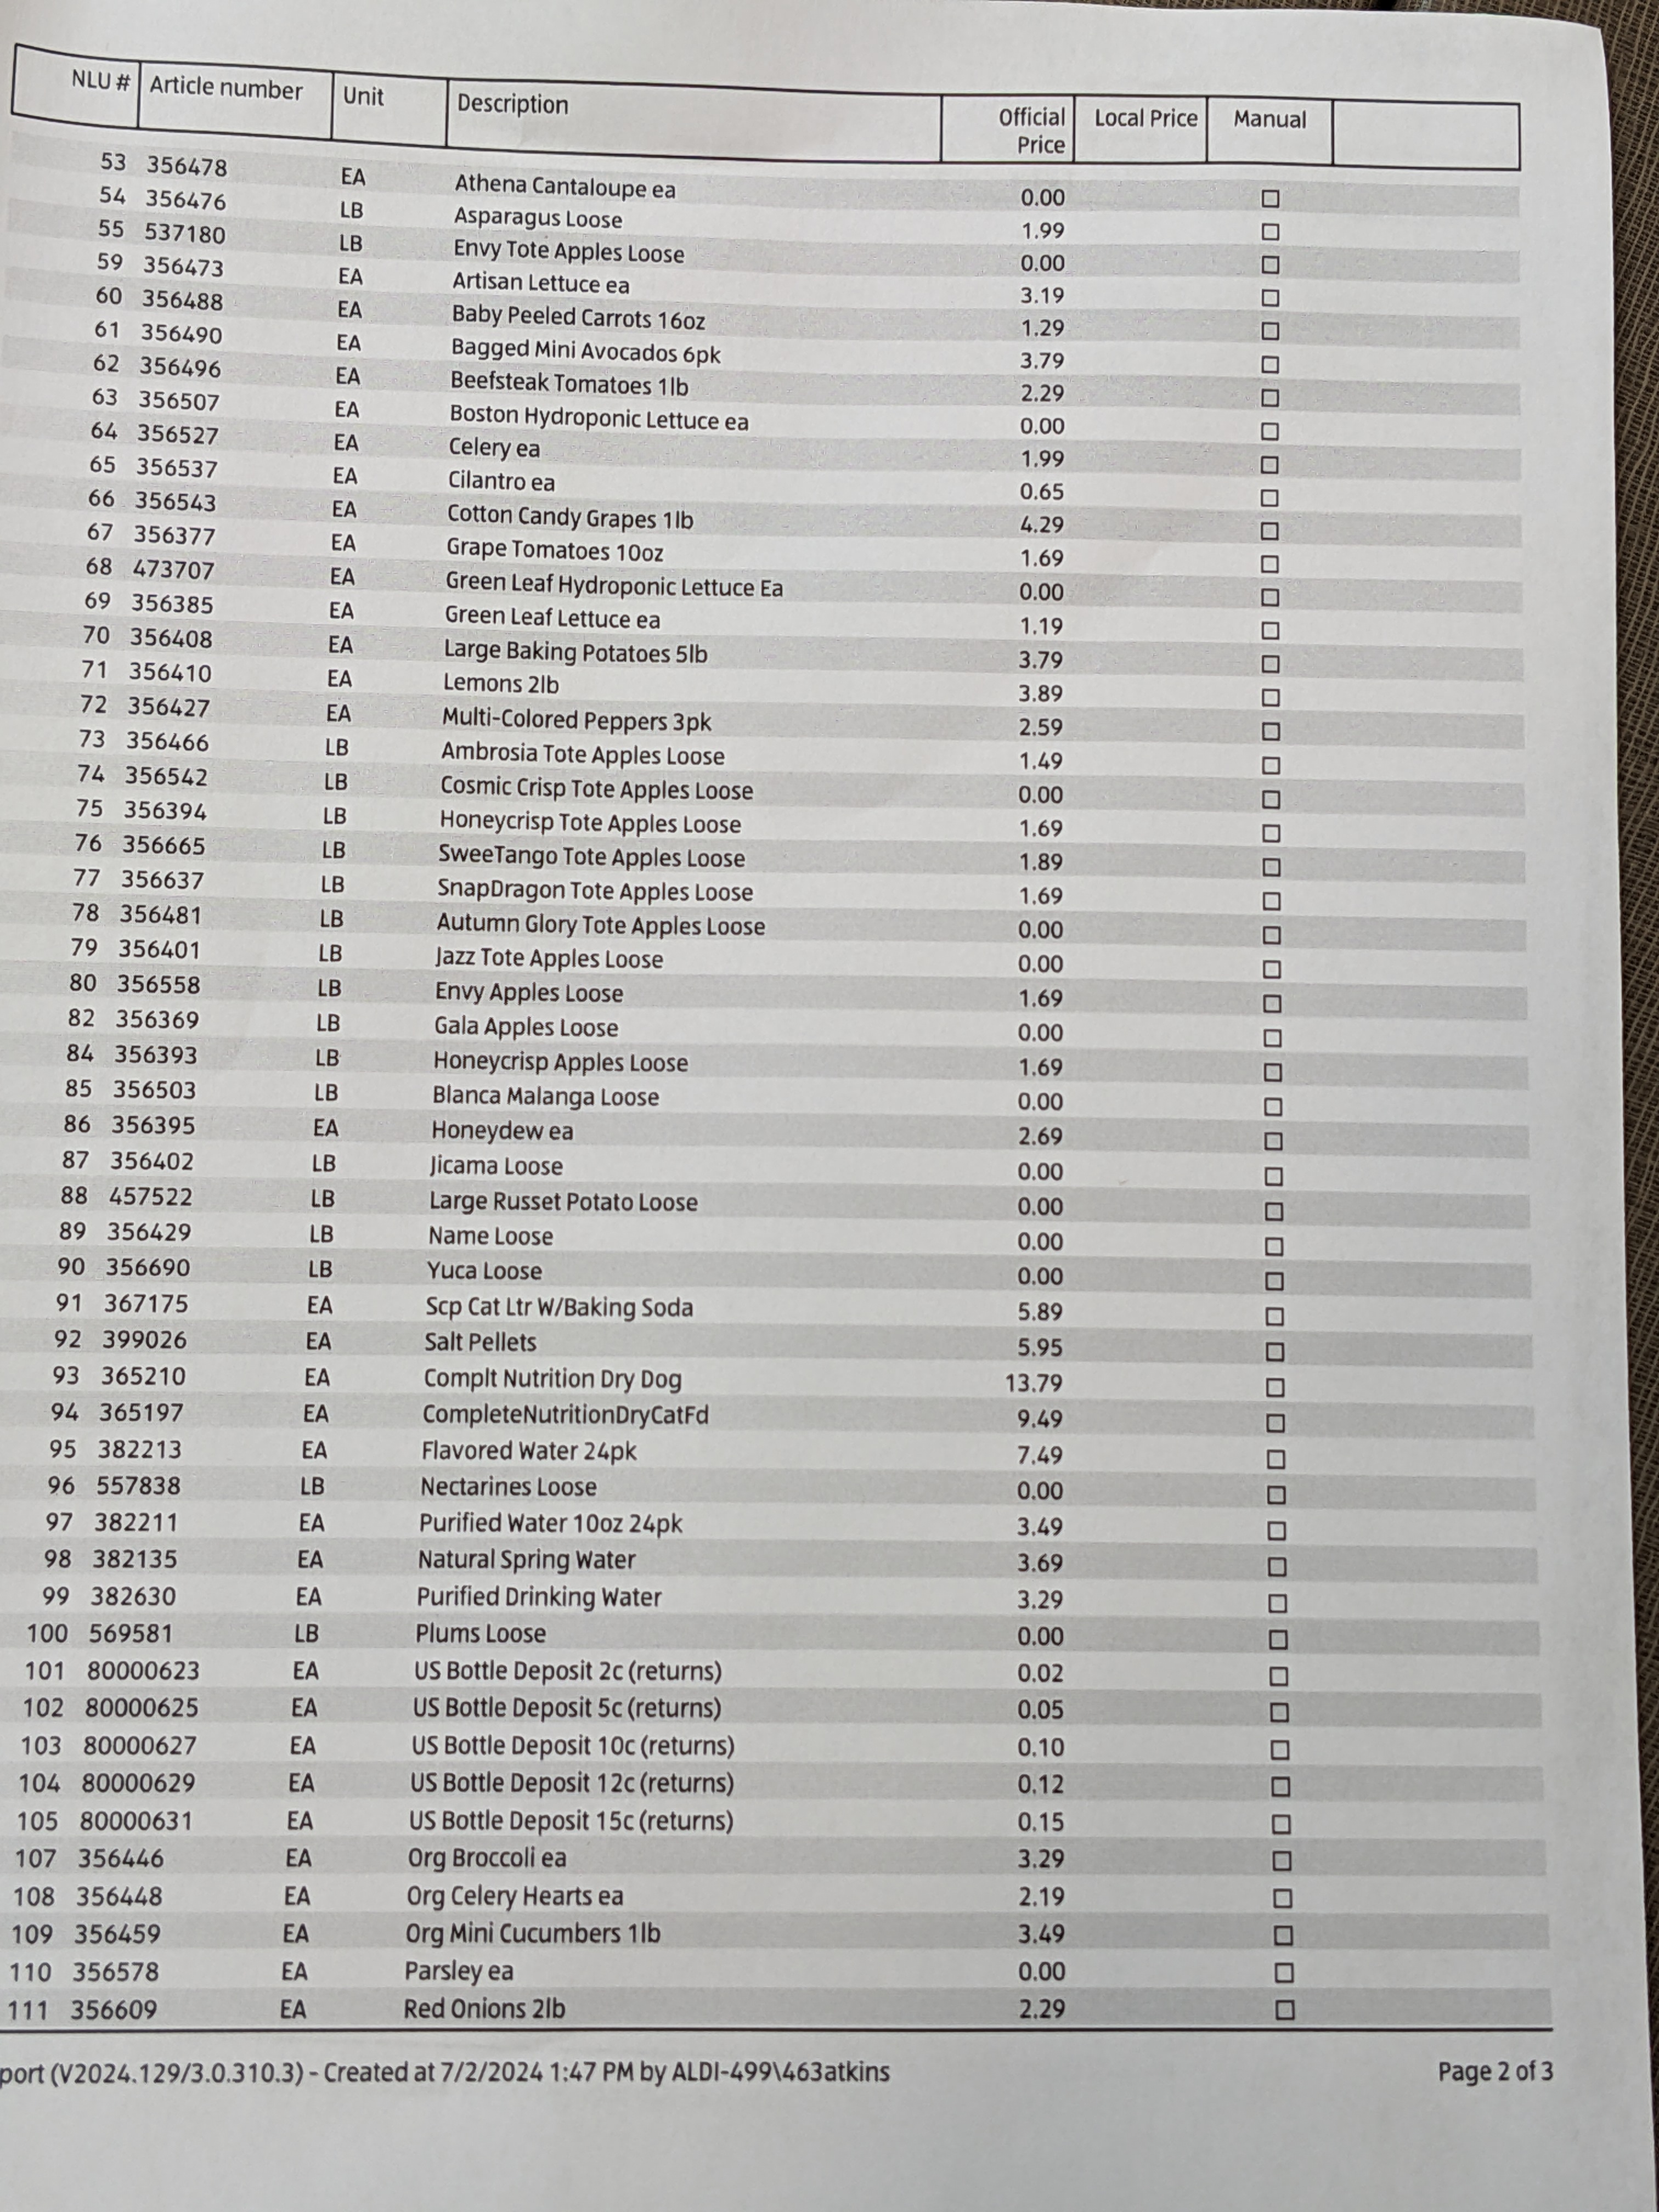 NLU # Article number Unit Description Official Price Local Price Manual
53 356478 EA Athena Cantaloupe ea 0.00
54 356476 LB Asparagus Loose 1.99
55 537180 LB Envy Tote Apples Loose 0.00
59 356473 EA Artisan Lettuce ea 3.19
60 356488 EA Baby Peeled Carrots 16oz 1.29
61 356490 EA Bagged Mini Avocados 6pk 3.79
62 356496 EA Beefsteak Tomatoes 1lb 2.29
63 356507 EA Boston Hydroponic Lettuce ea 0.00
64 356527 EA Celery ea 1.99
65 356537 EA Cilantro ea 0.65
66 356543 EA Cotton Candy Grapes 1lb 4.29
67 356377 EA Grape Tomatoes 10oz 1.69
68 473707 EA Green Leaf Hydroponic Lettuce Ea 0.00
69 356385 EA Green Leaf Lettuce ea 1.19
70 356408 EA Large Baking Potatoes 5lb 3.79
71 356410 EA Lemons 2lb 3.89
72 356427 EA Multi-Colored Peppers 3pk 2.59
73 356466 LB Ambrosia Tote Apples Loose 1.49
74 356542 LB Cosmic Crisp Tote Apples Loose 0.00
75 356394 LB Honeycrisp Tote Apples Loose 1.69
76 356665 LB SweeTango Tote Apples Loose 1.89
77 356637 LB SnapDragon Tote Apples Loose 1.69
78 356481 LB Autumn Glory Tote Apples Loose 0.00
79 356401 LB Jazz Tote Apples Loose 0.00
80 356558 LB Envy Apples Loose 1.69
82 356369 LB Gala Apples Loose 0.00
84 356393 LB Honeycrisp Apples Loose 1.69
85 356503 LB Blanca Malanga Loose 0.00
86 356395 EA Honeydew ea 2.69
87 356402 LB Jicama Loose 0.00
88 457522 LB Large Russet Potato Loose 0.00
89 356429 LB Name Loose 0.00
90 356690 LB Yuca Loose 0.00
91 367175 EA Scp Cat Ltr W/Baking Soda 5.89
92 399026 EA Salt Pellets 5.95
93 365210 EA Complt Nutrition Dry Dog 13.79
94 365197 EA CompleteNutritionDryCatFd 9.49
95 382213 EA Flavored Water 24pk 7.49
96 557838 LB Nectarines Loose 0.00
97 382211 EA Purified Water 10oz 24pk 3.49
98 382135 EA Natural Spring Water 3.69
99 382630 EA Purified Drinking Water 3.29
100 569581 LB Plums Loose 0.00
101 80000623 EA US Bottle Deposit 2c (returns) 0.02
102 80000625 EA US Bottle Deposit 5c (returns) 0.05
103 80000627 EA US Bottle Deposit 10c (returns) 0.10
104 80000629 EA US Bottle Deposit 12c (returns) 0.12
105 80000631 EA US Bottle Deposit 15c (returns) 0.15
107 356446 EA Org Broccoli ea 3.29
108 356448 EA Org Celery Hearts ea 2.19
109 356459 EA Org Mini Cucumbers 1lb 3.49
110 356578 EA Parsley ea 0.00
111 356609 EA Red Onions 2lb 2.29
port (V2024.129/3.0.310.3) - Created at 7/2/2024 1:47 PM by ALDI-499\463atkins Page 2 of 3